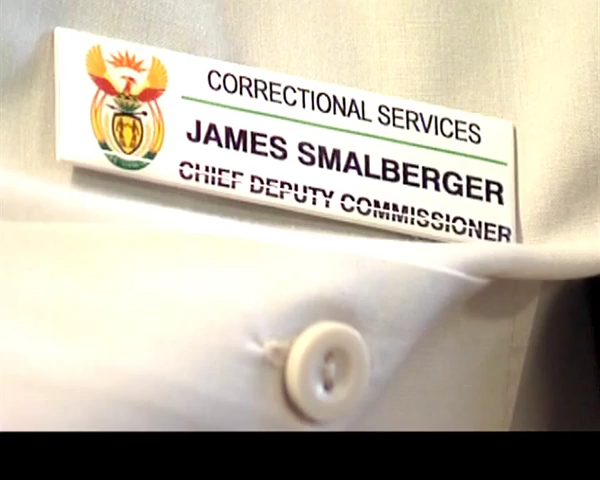 CORRECTIONAL SERVICES
JAMES SMALBERGER
CHIEF DEPUTY COMMISSIONER